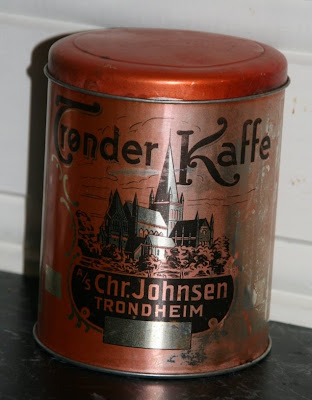 Trønder Kaffe
A/S Chr. Johnsen
TRONDHEIM